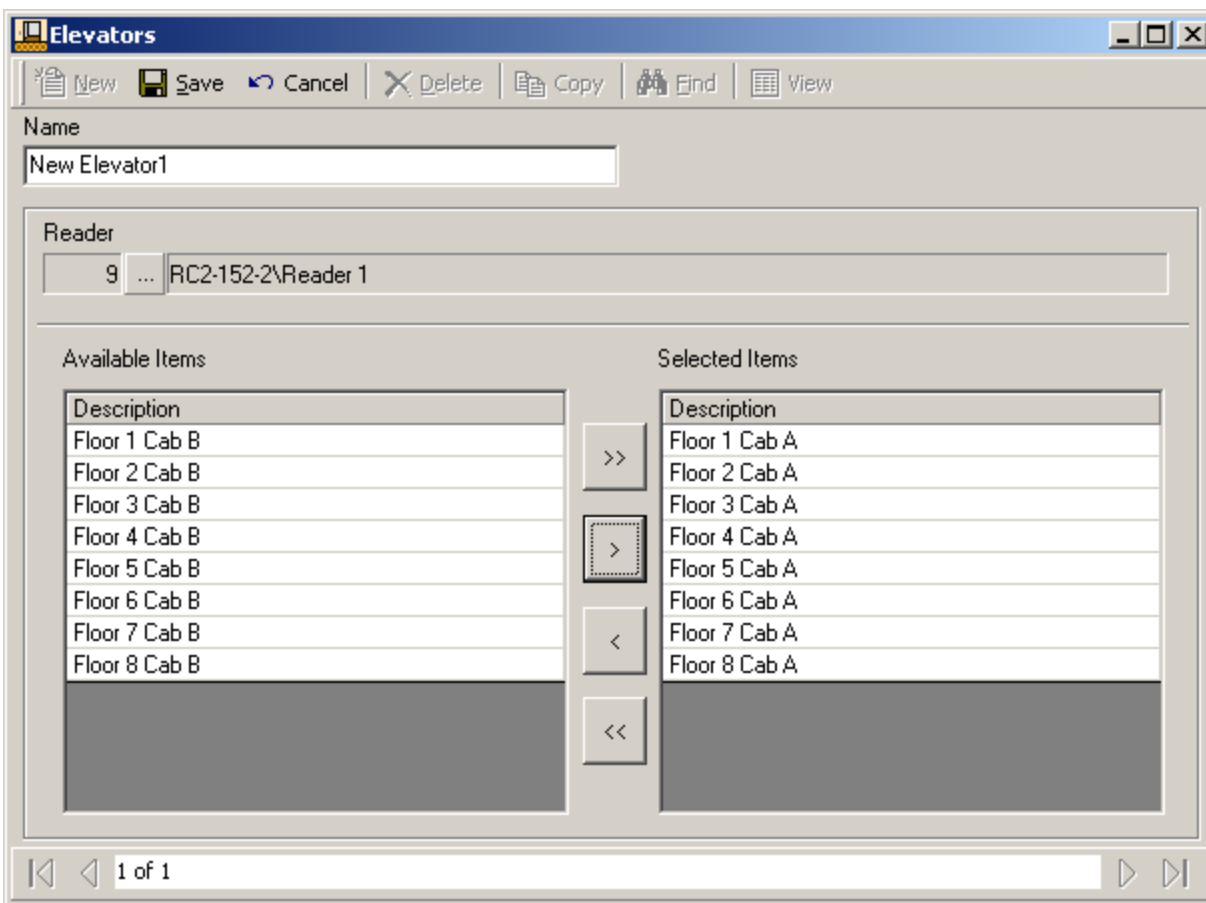 Elevators
New Save Cancel Delete Copy Find View
Name
New Elevator1
Reader
9 ... RC2-152-2\Reader 1
Available Items Selected Items
Description Description
Floor 1 Cab B Floor 1 Cab A
>>
Floor 2 Cab B Floor 2 Cab A
Floor 3 Cab B Floor 3 Cab A
Floor 4 Cab B Floor 4 Cab A
>
Floor 5 Cab B Floor 5 Cab A
Floor 6 Cab B Floor 6 Cab A
Floor 7 Cab B Floor 7 Cab A
<
Floor 8 Cab B Floor 8 Cab A
<<
1 of 1